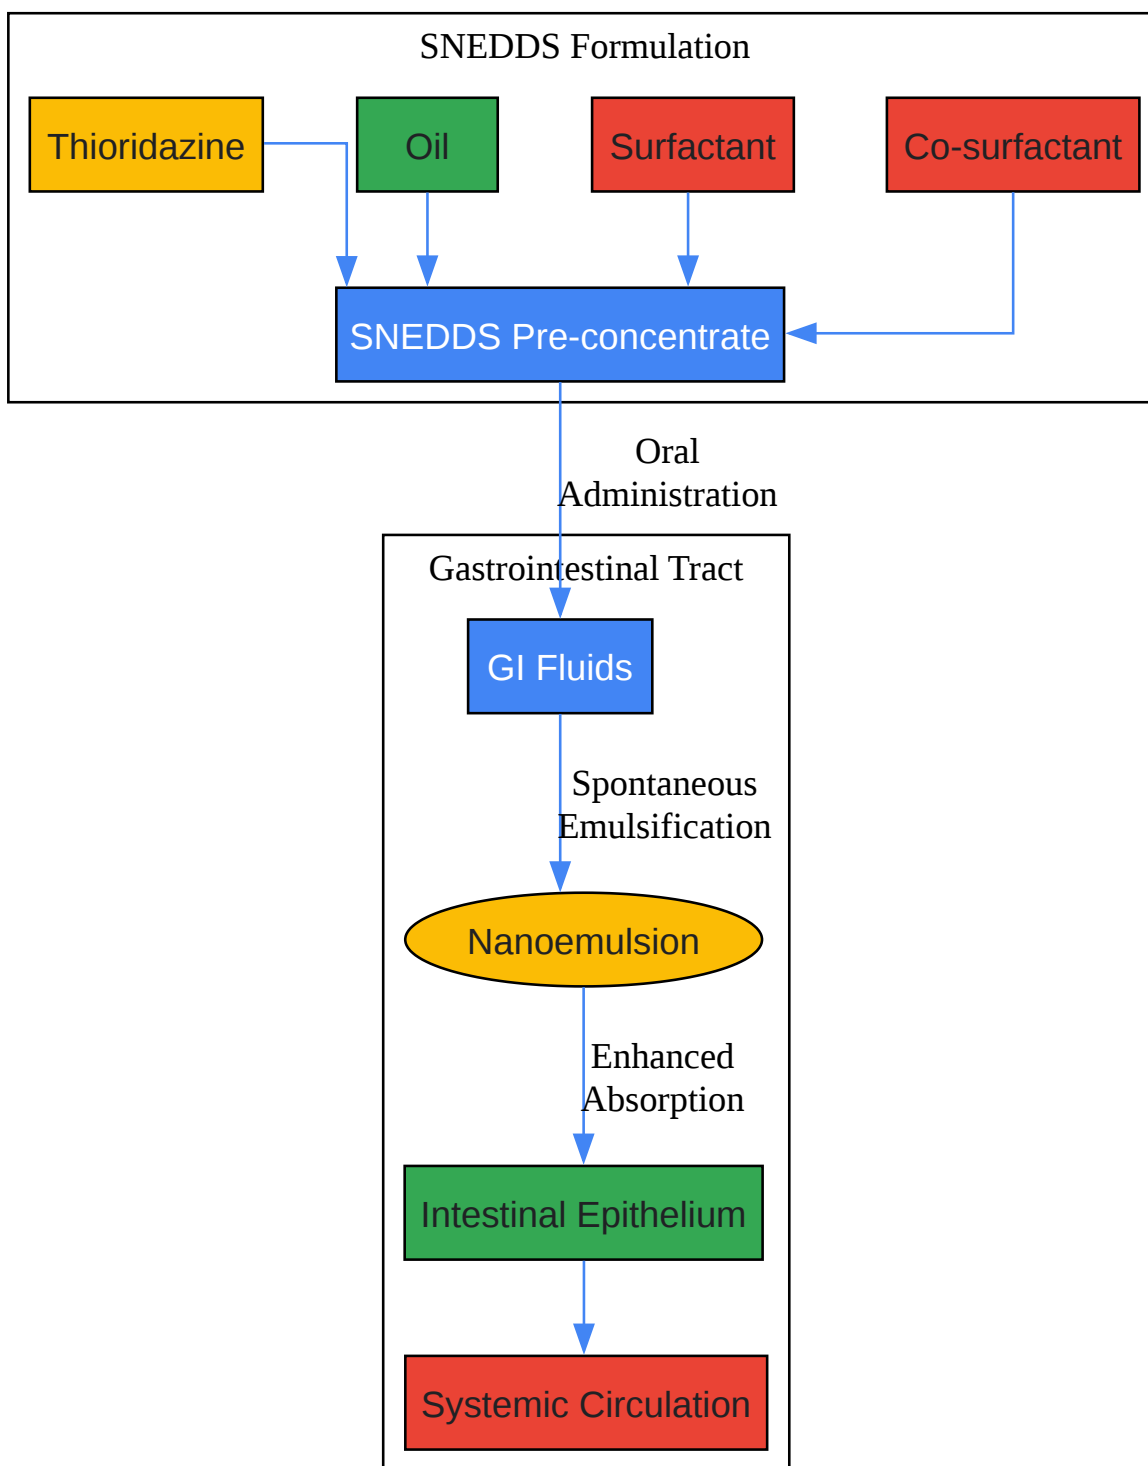 SNEDDS Formulation
Thioridazine
Oil
Surfactant
Co-surfactant
SNEDDS Pre-concentrate
Oral
Administration
Gastrointestinal Tract
GI Fluids
Spontaneous
Emulsification
Nanoemulsion
Enhanced
Absorption
Intestinal Epithelium
Systemic Circulation